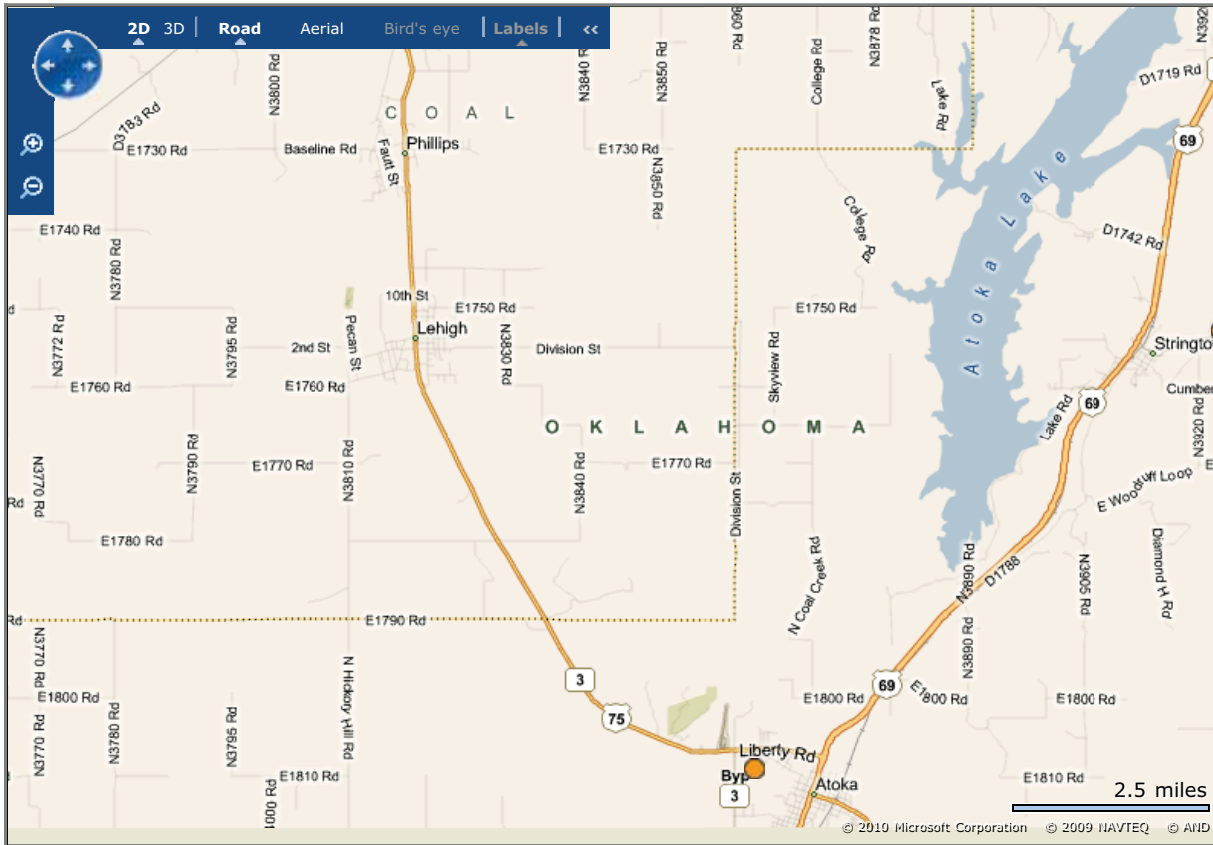 2D 3D Road Aerial Bird's eye Labels <<
N3800 Rd
N3840 R
N3850 Rd
060 Rd
College Rd
N3878 R
Lake Rd
N392
D1719 Rd
C O A L
D3783 Rd
E1730 Rd
Baseline Rd
Phillips
Fault St
E1730 Rd
N3850 Rd
69
Atoka Lake
E1740 Rd
N3780 Rd
College Rd
D1742 Rd
10th St
E1750 Rd
E1750 Rd
d
N3772 Rd
N3795 Rd
2nd St
Pecan St
Lehigh
N3830 Rd
Division St
Skyview Rd
Stringto
E1760 Rd
E1760 Rd
Cumber
69
Lake Rd
N3920 Rd
O K L A H O M A
N3770 Rd
N3790 Rd
E1770 Rd
N3810 Rd
N3840 Rd
E1770 Rd
Division St
E
E Woodruff Loop
Rd
E1780 Rd
N Coal Creek Rd
N3890 Rd
D1788
N3905 Rd
Diamond H Rd
Rd
E1790 Rd
N3770 Rd
N Hickory Hill Rd
N3890 Rd
3
69
E1800 Rd
E1800 Rd
E1800 Rd
E1800 Rd
75
N3770 Rd
N3780 Rd
N3795 Rd
Liberty Rd
E1810 Rd
Byp
3
Atoka
E1810 Rd
2.5 miles
© 2010 Microsoft Corporation © 2009 NAVTEQ © AND